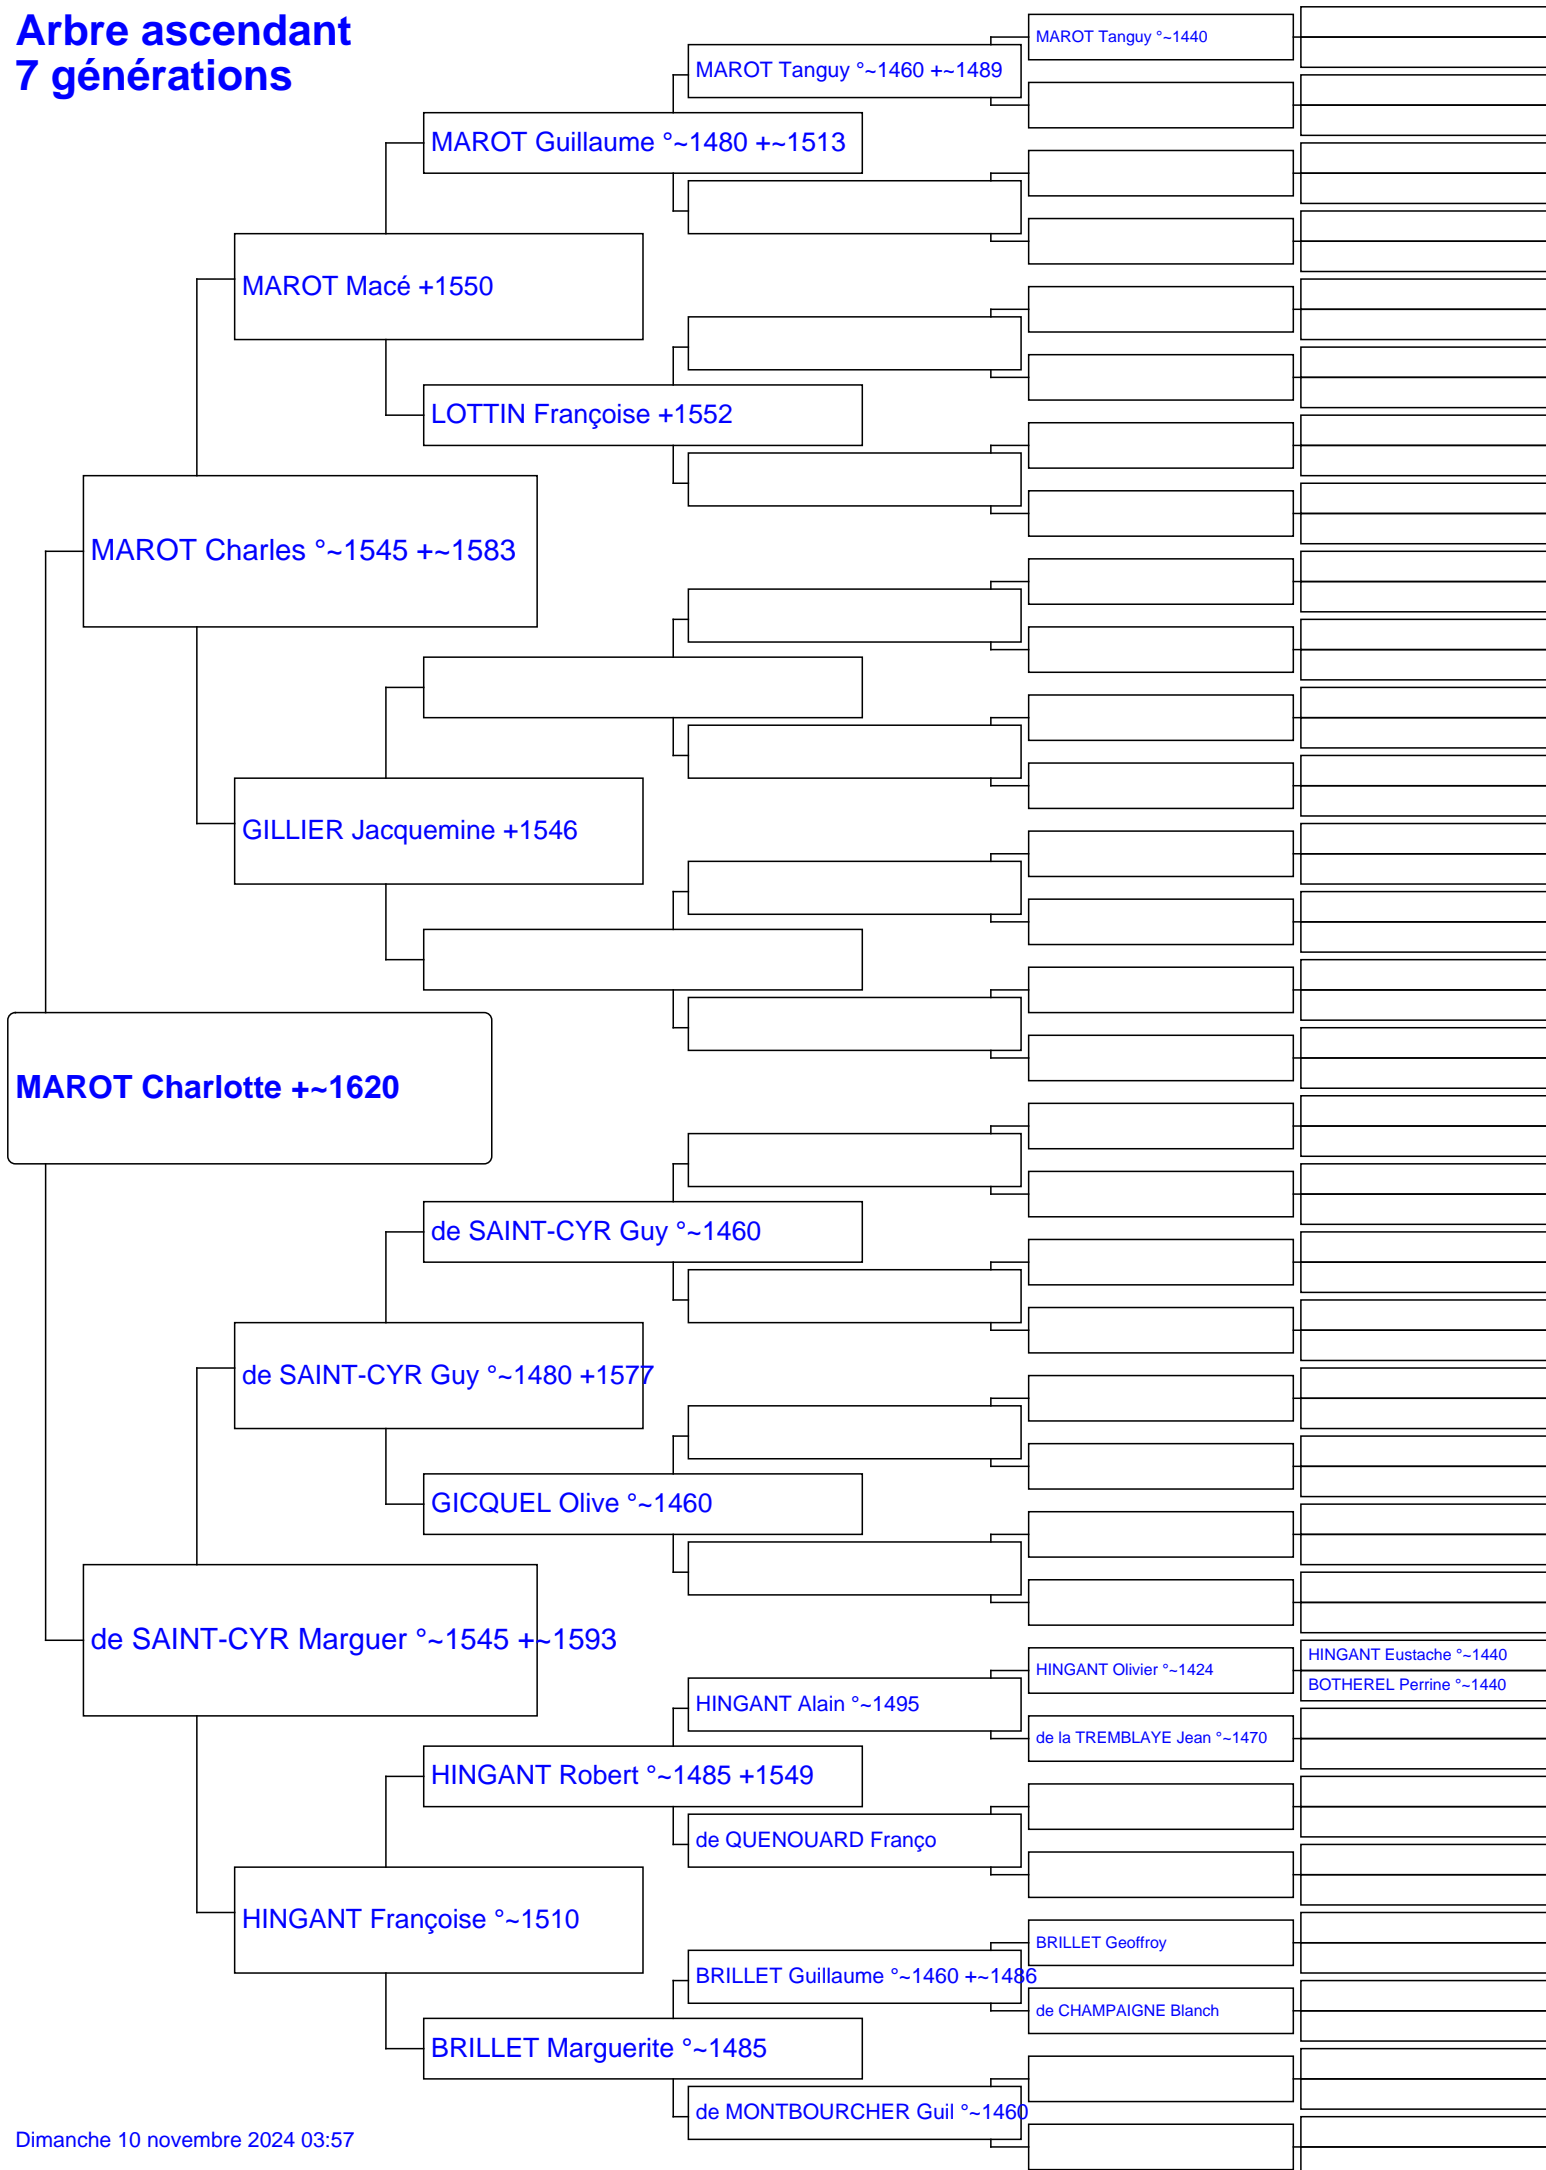 Arbre ascendant
7 générations
MAROT Tanguy °~1440
MAROT Tanguy °~1460 +~1489
MAROT Guillaume °~1480 +~1513
MAROT Macé +1550
LOTTIN Françoise +1552
MAROT Charles °~1545 +~1583
GILLIER Jacquemine +1546
MAROT Charlotte +~1620
de SAINT-CYR Guy °~1460
de SAINT-CYR Guy °~1480 +1577
GICQUEL Olive °~1460
de SAINT-CYR Marguer °~1545 +~1593
HINGANT Eustache °~1440
HINGANT Olivier °~1424
BOTHEREL Perrine °~1440
HINGANT Alain °~1495
de la TREMBLAYE Jean °~1470
HINGANT Robert °~1485 +1549
de QUENOUARD Franço
HINGANT Françoise °~1510
BRILLET Geoffroy
BRILLET Guillaume °~1460 +~1486
de CHAMPAIGNE Blanch
BRILLET Marguerite °~1485
de MONTBOURCHER Guil °~1460
Dimanche 10 novembre 2024 03:57